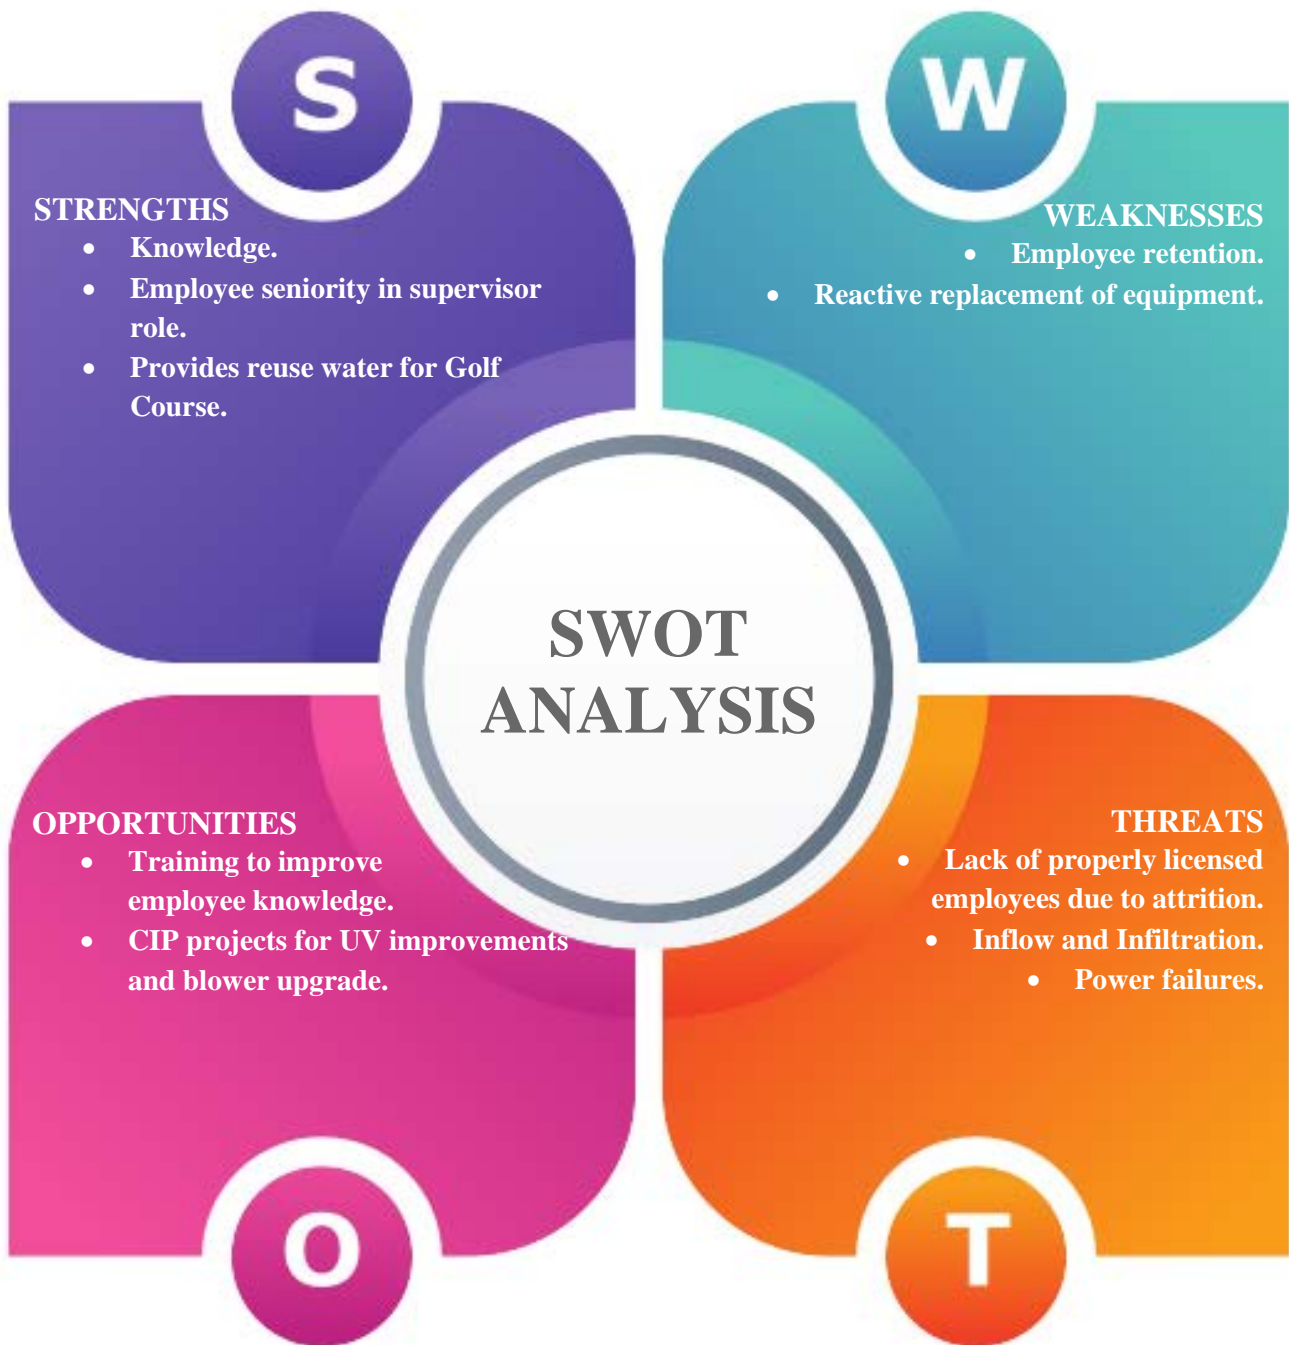 S
STRENGTHS
• Knowledge.
• Employee seniority in supervisor
role.
• Provides reuse water for Golf
Course.
W
WEAKNESSES
• Employee retention.
• Reactive replacement of equipment.
SWOT
ANALYSIS
OPPORTUNITIES
• Training to improve
employee knowledge.
• CIP projects for UV improvements
and blower upgrade.
O
THREATS
• Lack of properly licensed
employees due to attrition.
• Inflow and Infiltration.
• Power failures.
T